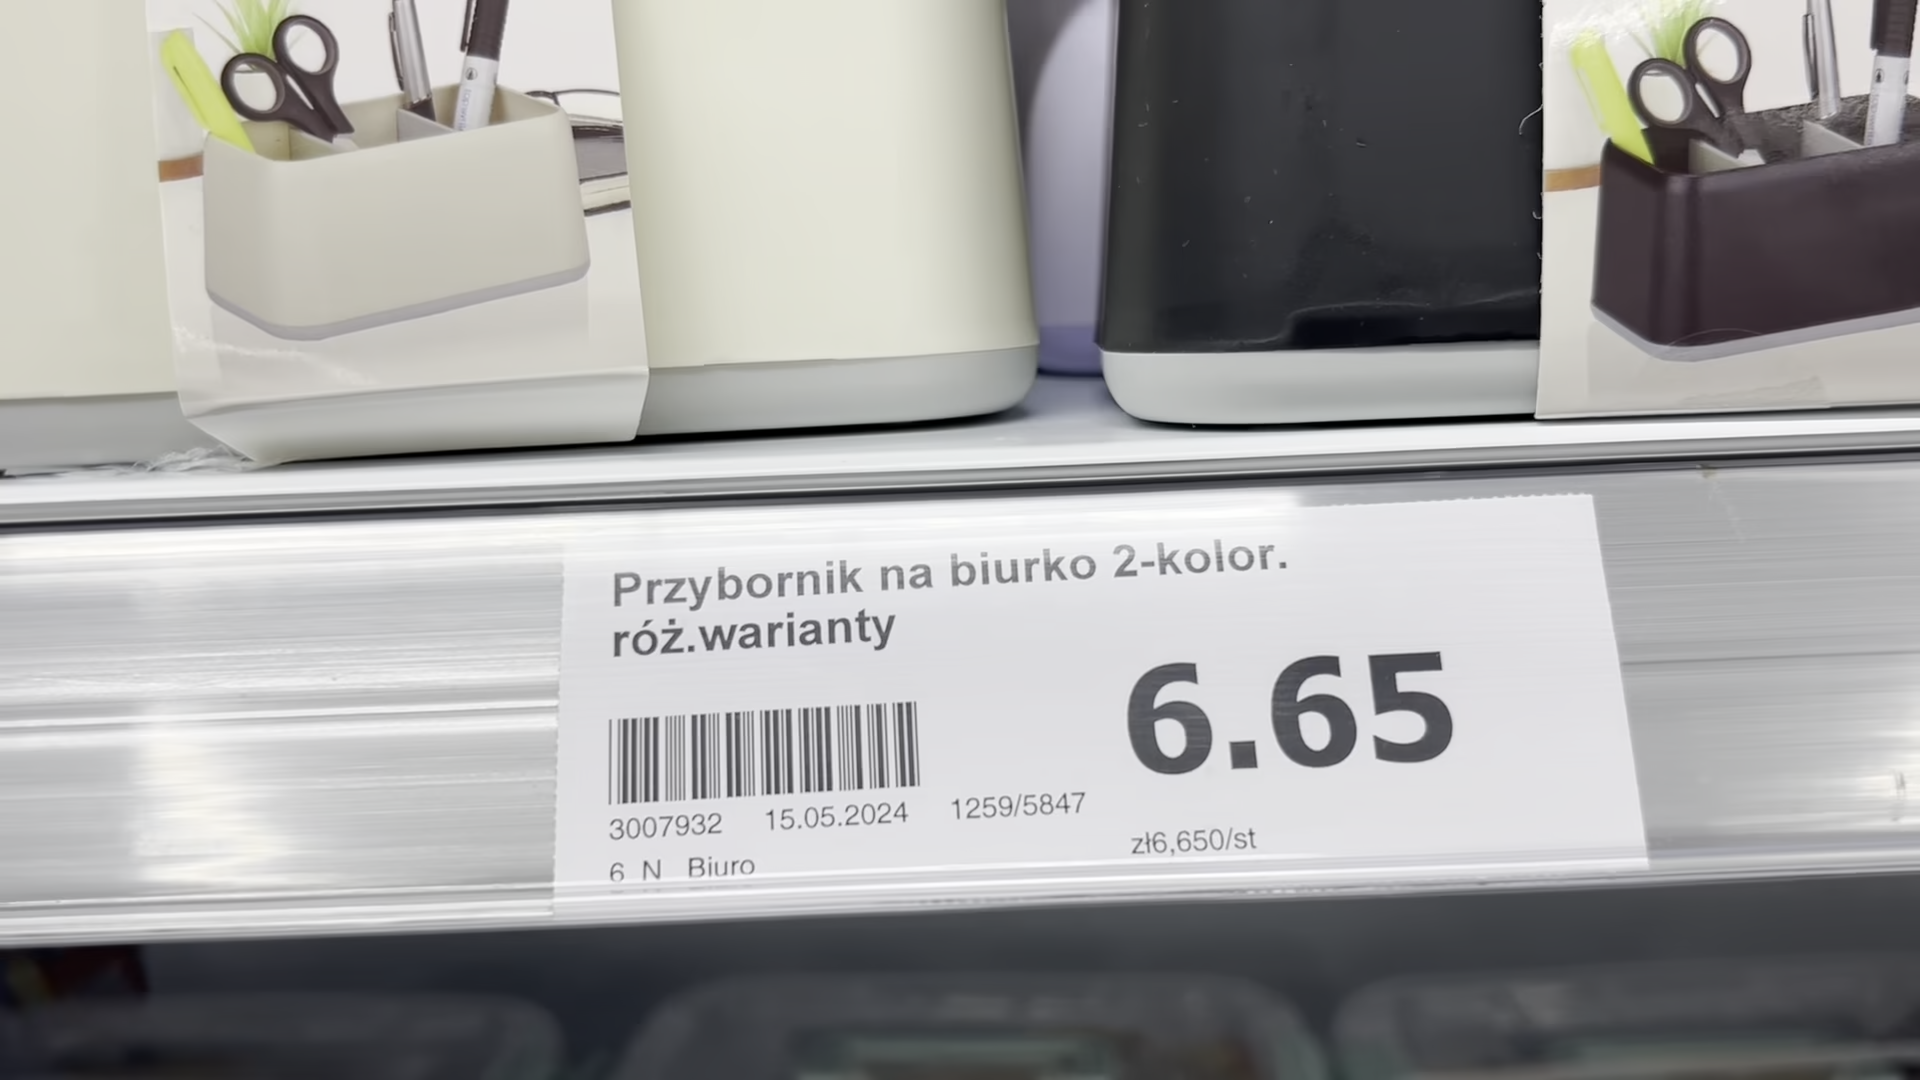 Przybornik na biurko 2-kolor.
róż.warianty
6.65
3007932 15.05.2024 1259/5847
zł6,650/st
6 N Biuro